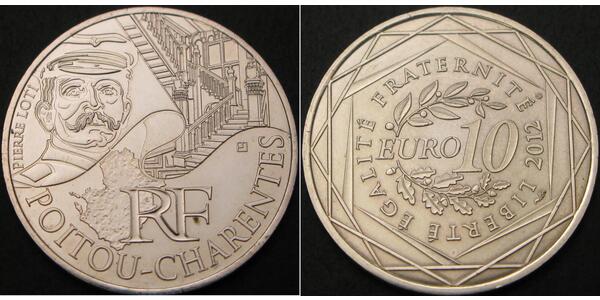 PIERRE LOTI
RF
POITOU-CHARENTES
LIBERTÉ ÉGALITÉ FRATERNITÉ
2012
10 EURO